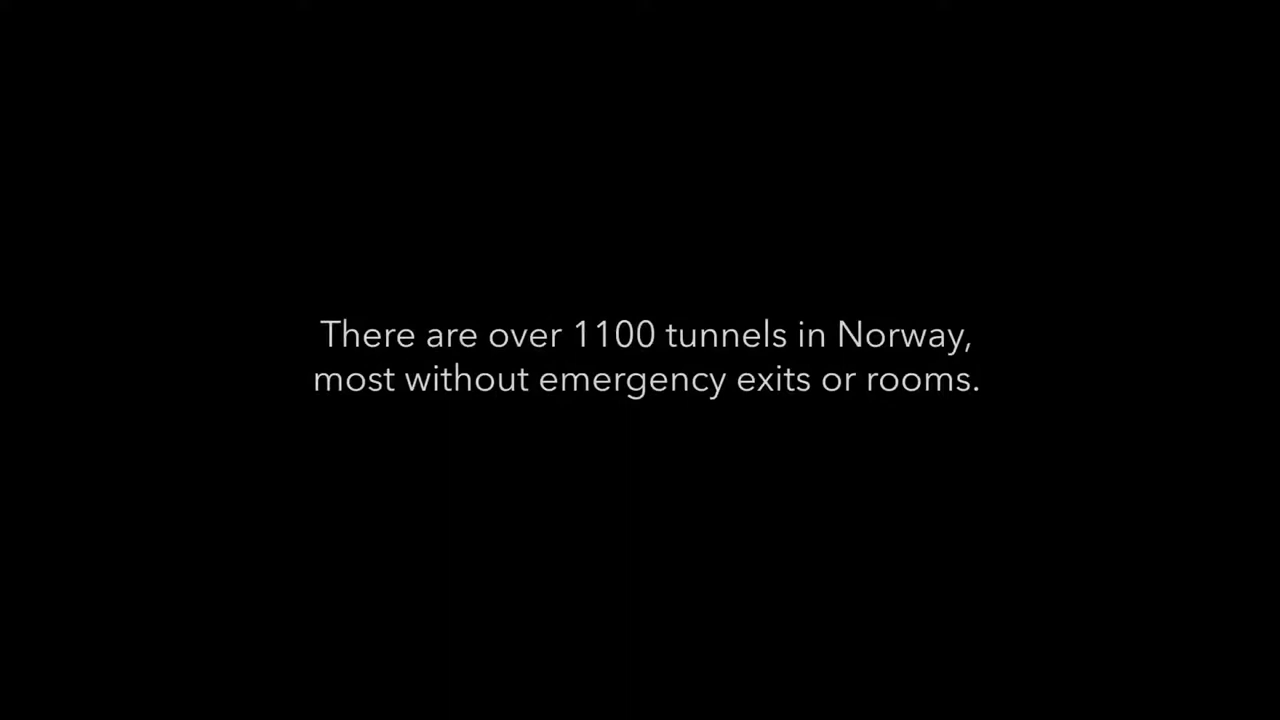 There are over 1100 tunnels in Norway,
most without emergency exits or rooms.